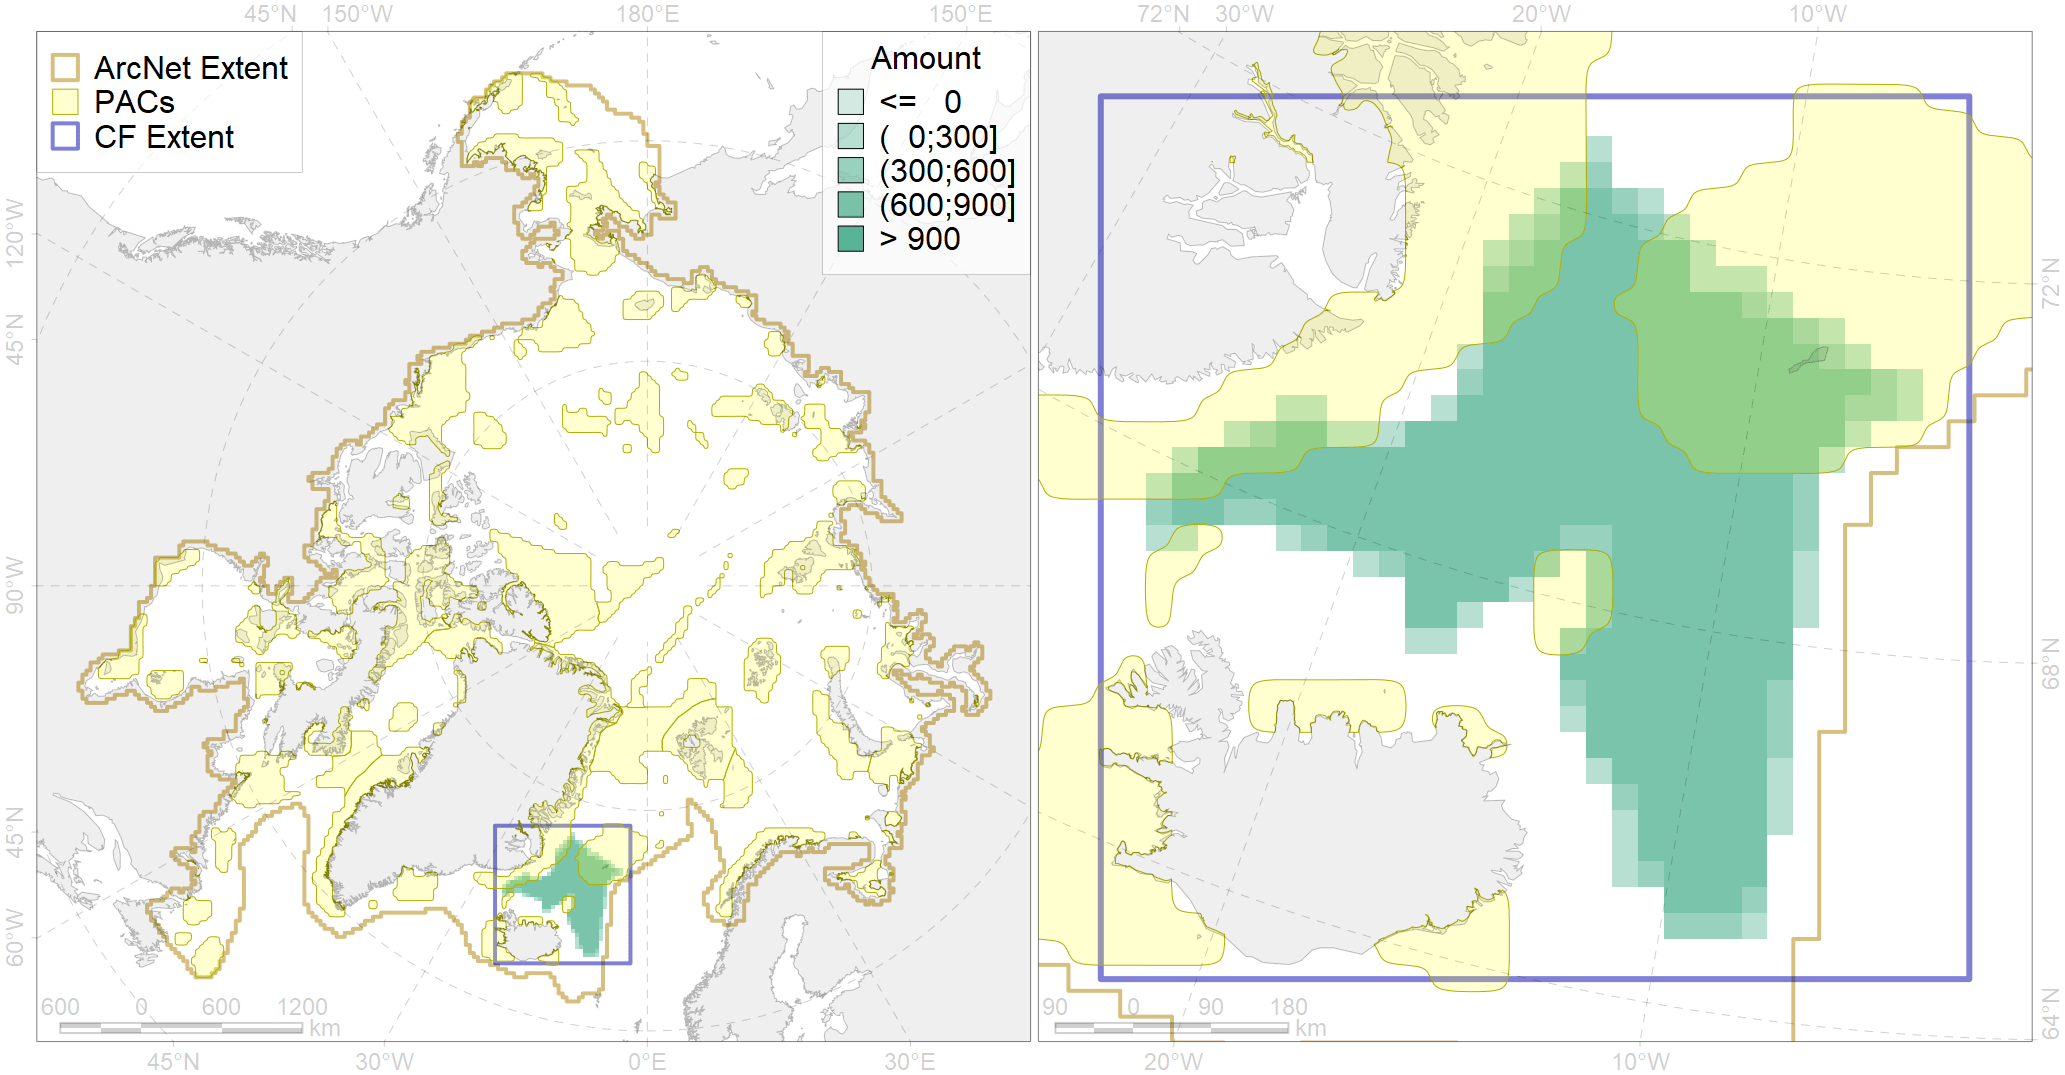 45°N 150°W 180°E 150°E 72°N 30°W 20°W 10°W
ArcNet Extent
PACs
CF Extent
Amount
<= 0
( 0;300]
(300;600]
(600;900]
> 900
120°W
45°N
90°W
45°N
60°W
72°N
68°N
64°N
600 0 600 1200
km
90 0 90 180
km
45°N 30°W 0°E 30°E 20°W 10°W